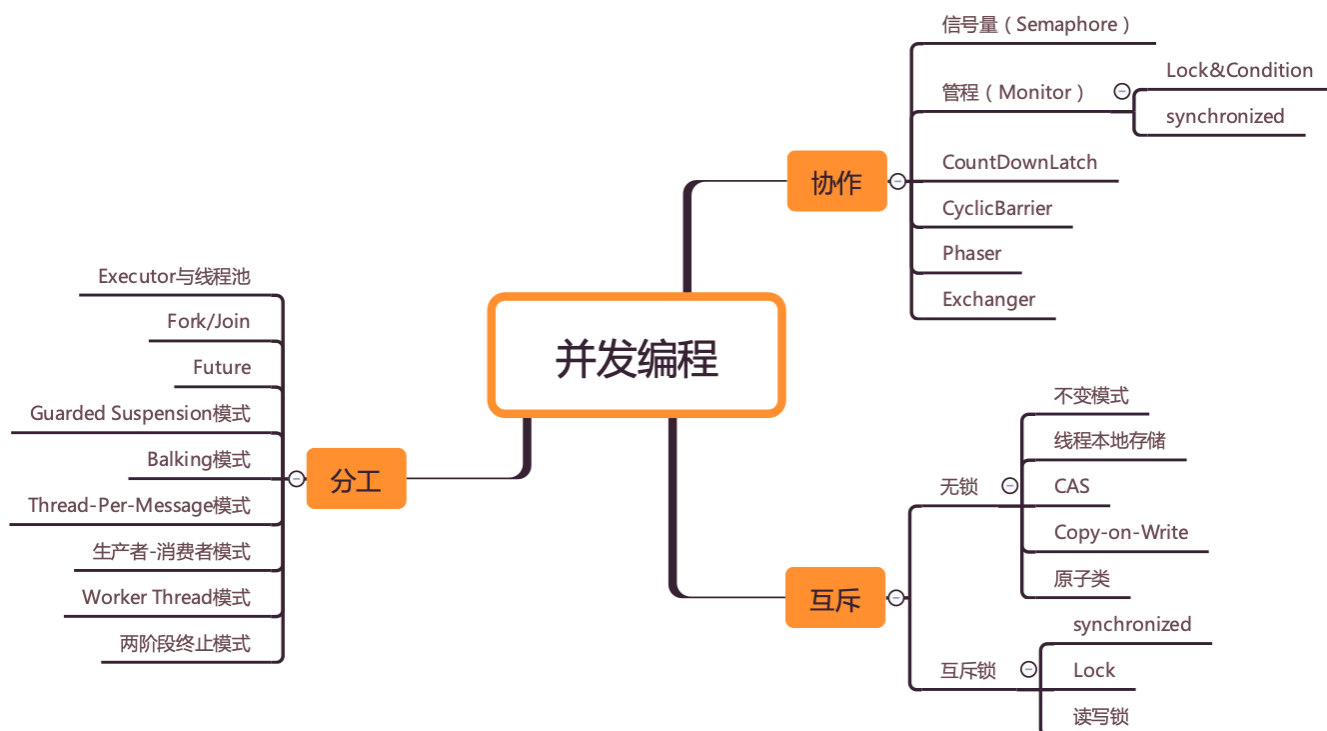 并发编程
协作
信号量（Semaphore）
管程（Monitor）
Lock&Condition
synchronized
CountDownLatch
CyclicBarrier
Phaser
Exchanger
分工
Executor与线程池
Fork/Join
Future
Guarded Suspension模式
Balking模式
Thread-Per-Message模式
生产者-消费者模式
Worker Thread模式
两阶段终止模式
互斥
无锁
不变模式
线程本地存储
CAS
Copy-on-Write
原子类
互斥锁
synchronized
Lock
读写锁